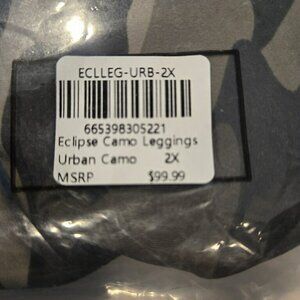 ECLLEG-URB-2X
665398305221
Eclipse Camo Leggings
Urban Camo 2X
MSRP $99.99